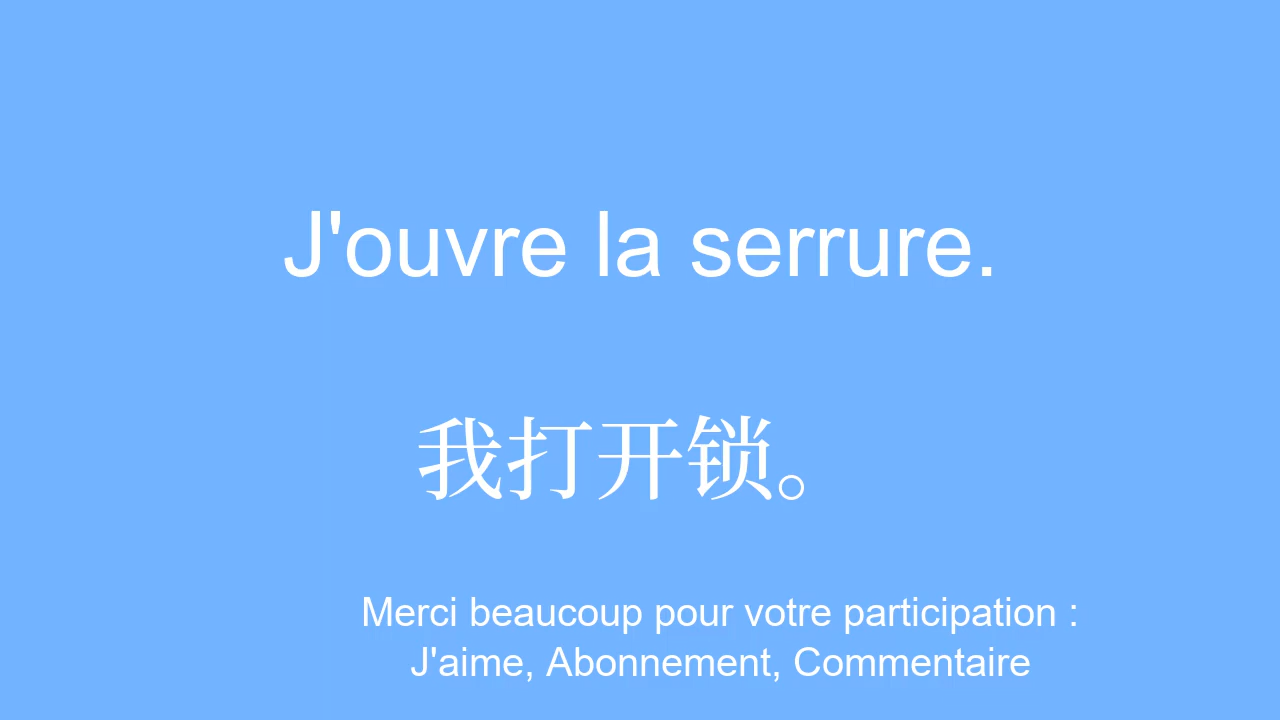 J'ouvre la serrure.
我打开锁。
Merci beaucoup pour votre participation :
J'aime, Abonnement, Commentaire